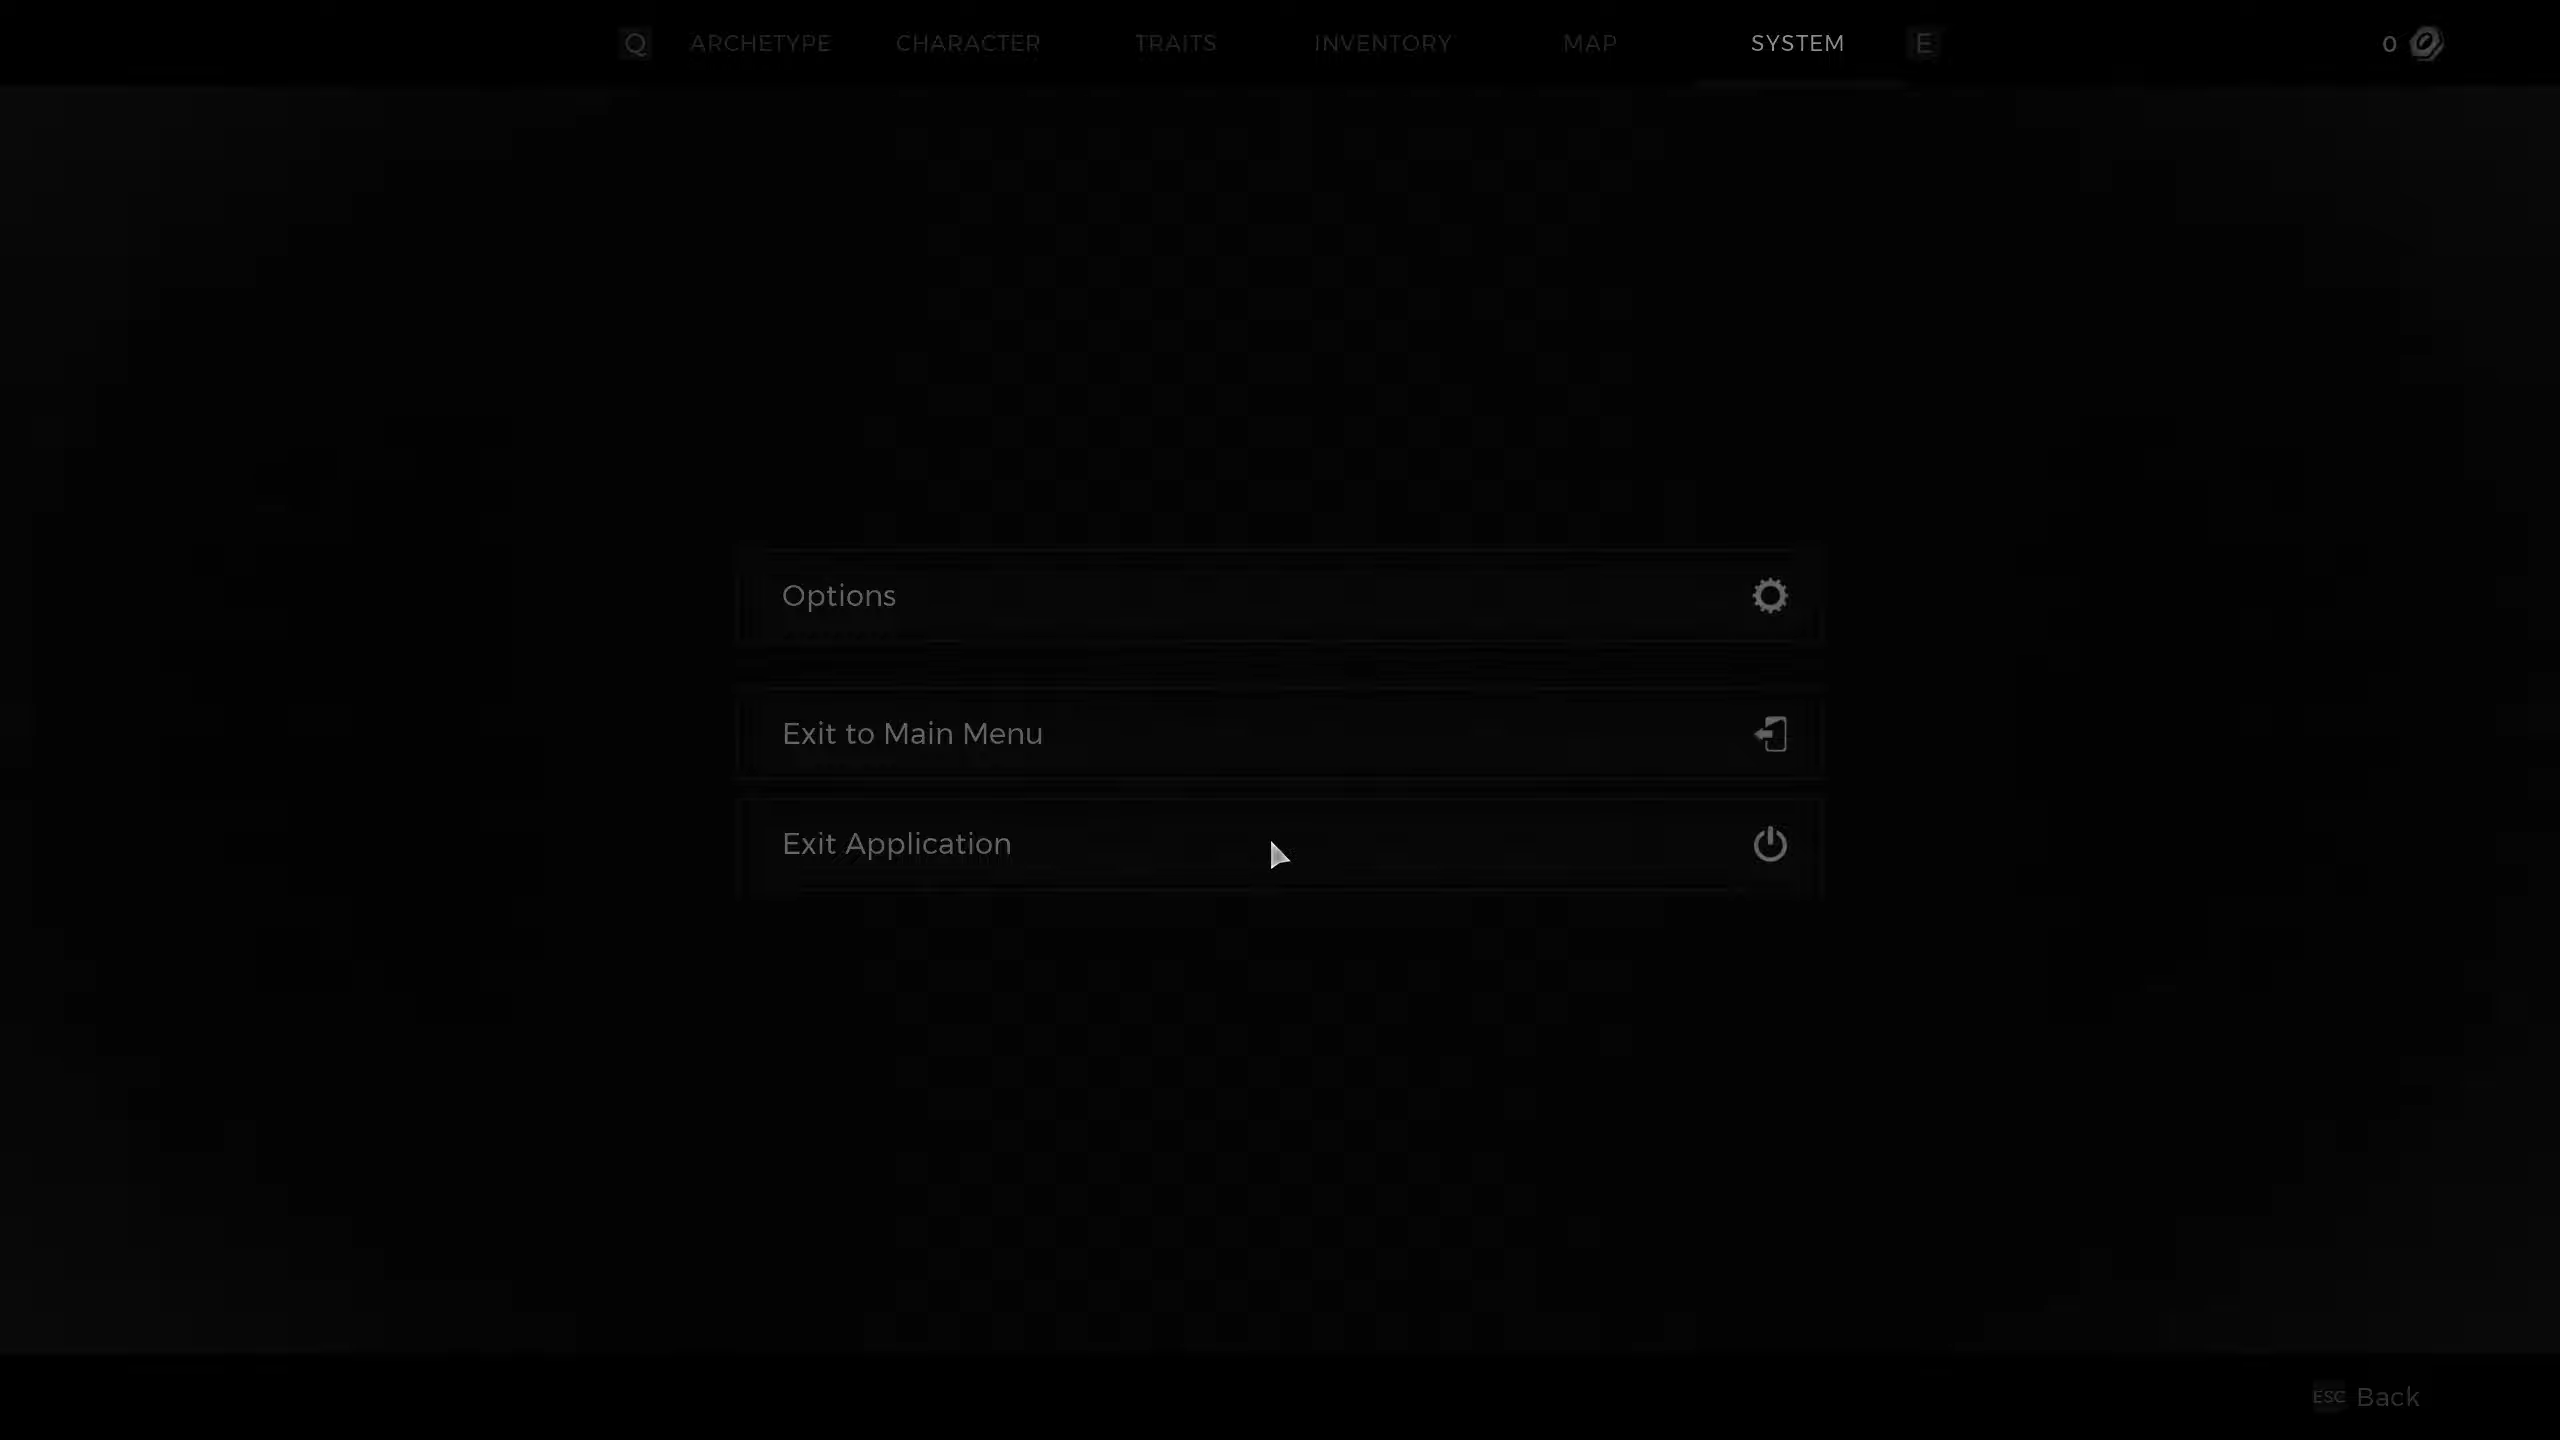 Q ARCHETYPE CHARACTER TRAITS INVENTORY MAP SYSTEM E 0
Options
Exit to Main Menu
Exit Application
ESC Back